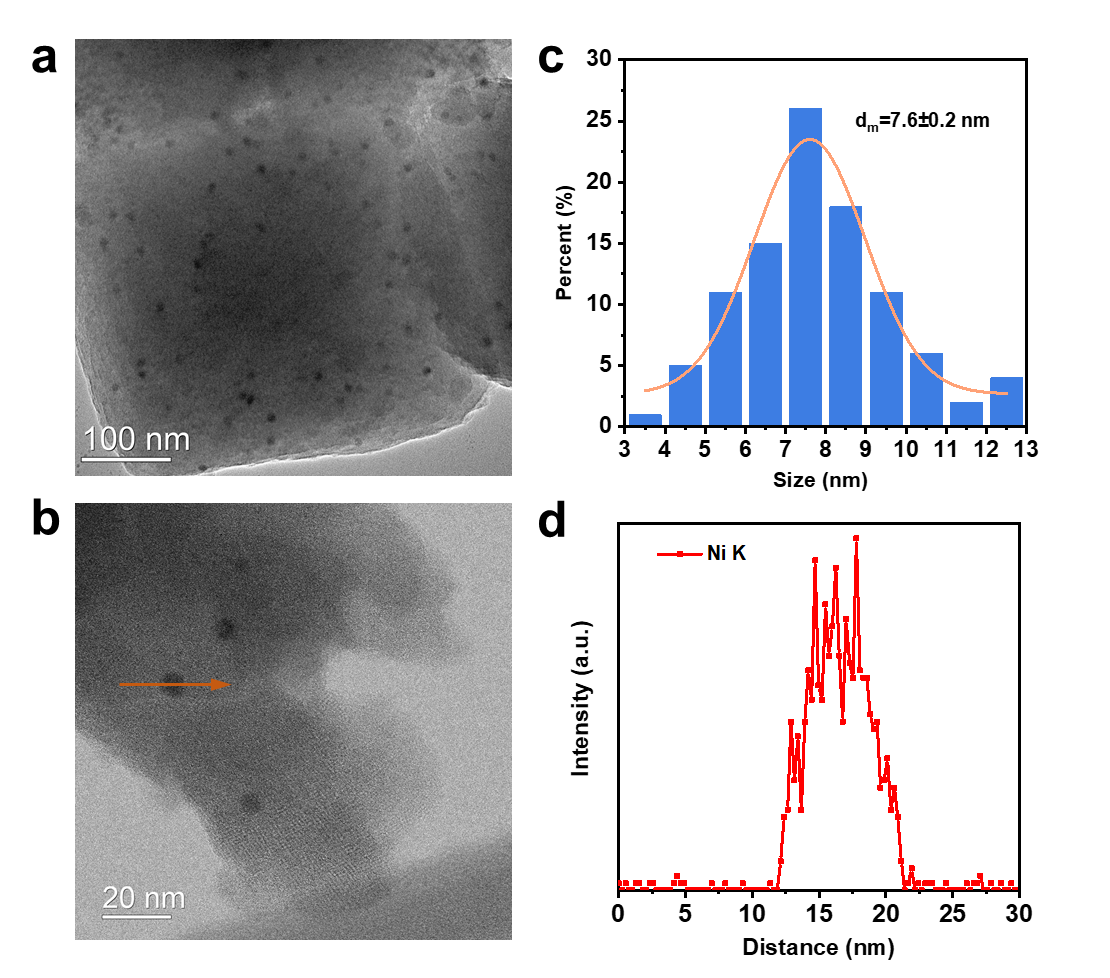 a
100 nm
c
30
25
20
15
10
5
0
Percent (%)
dm=7.6±0.2 nm
3 4 5 6 7 8 9 10 11 12 13
Size (nm)
b
20 nm
d
Ni K
Intensity (a.u.)
0 5 10 15 20 25 30
Distance (nm)